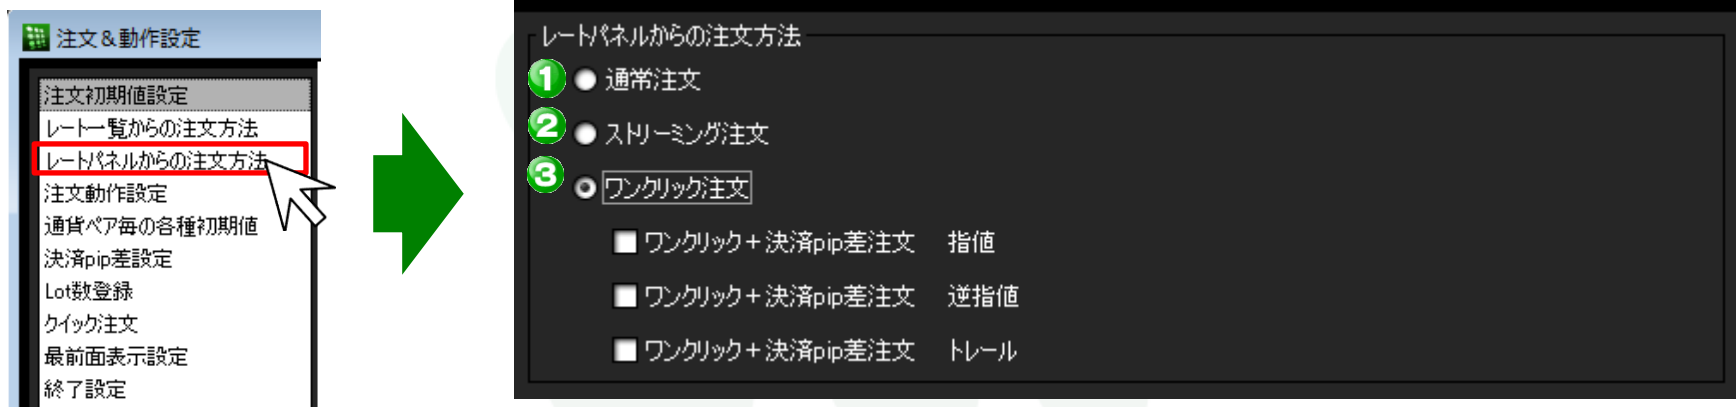 注文＆動作設定
注文初期値設定
レート一覧からの注文方法
レートパネルからの注文方法
注文動作設定
通貨ペア毎の各種初期値
決済pip差設定
Lot数登録
クイック注文
最前面表示設定
終了設定
レートパネルからの注文方法
1 通常注文
2 ストリーミング注文
3 ワンクリック注文
ワンクリック＋決済pip差注文 指値
ワンクリック＋決済pip差注文 逆指値
ワンクリック＋決済pip差注文 トレール